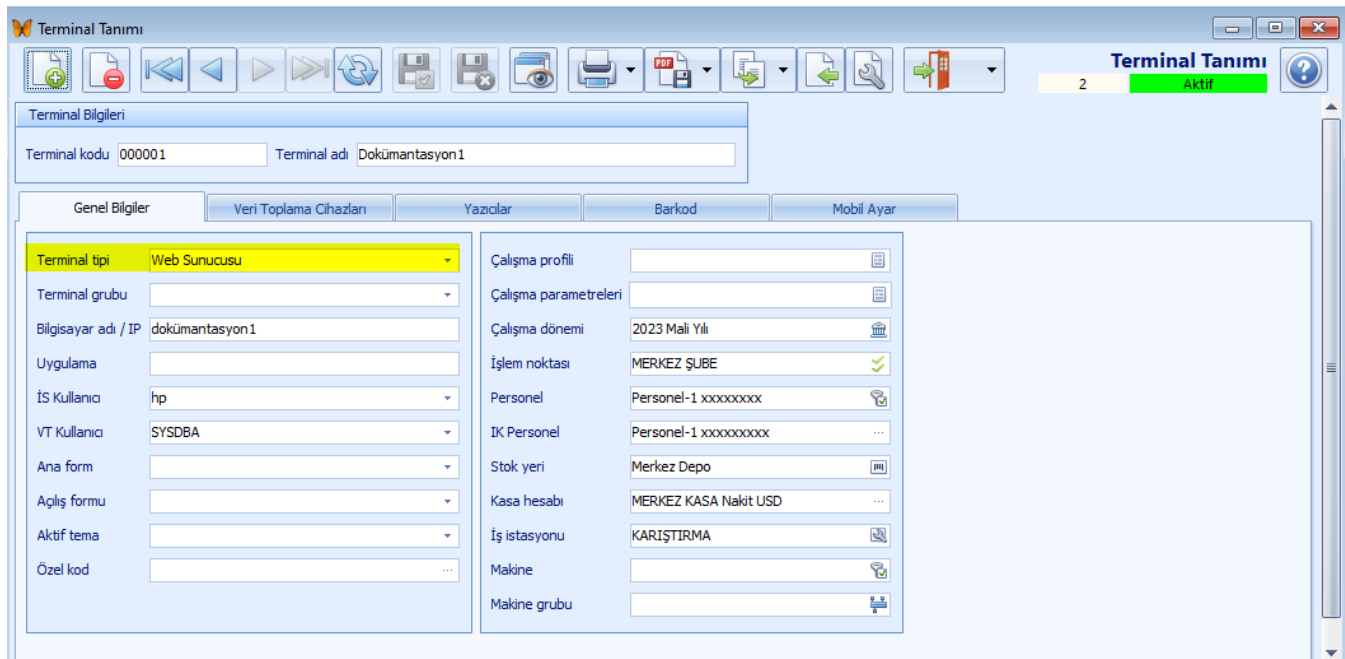 Terminal Tanımı
PDF
Terminal Tanımı
2 Aktif
Terminal Bilgileri
Terminal kodu 000001 Terminal adı Dokümantasyon1
Genel Bilgiler Veri Toplama Cihazları Yazıcılar Barkod Mobil Ayar
Terminal tipi Web Sunucusu
Terminal grubu
Bilgisayar adı / IP dokümantasyon1
Uygulama
İS Kullanıcı hp
VT Kullanıcı SYSDBA
Ana form
Açılış formu
Aktif tema
Özel kod
Çalışma profili
Çalışma parametreleri
Çalışma dönemi 2023 Mali Yılı
İşlem noktası MERKEZ ŞUBE
Personel Personel-1 xxxxxxxx
IK Personel Personel-1 xxxxxxxxx
Stok yeri Merkez Depo
Kasa hesabı MERKEZ KASA Nakit USD
İş istasyonu KARIŞTIRMA
Makine
Makine grubu